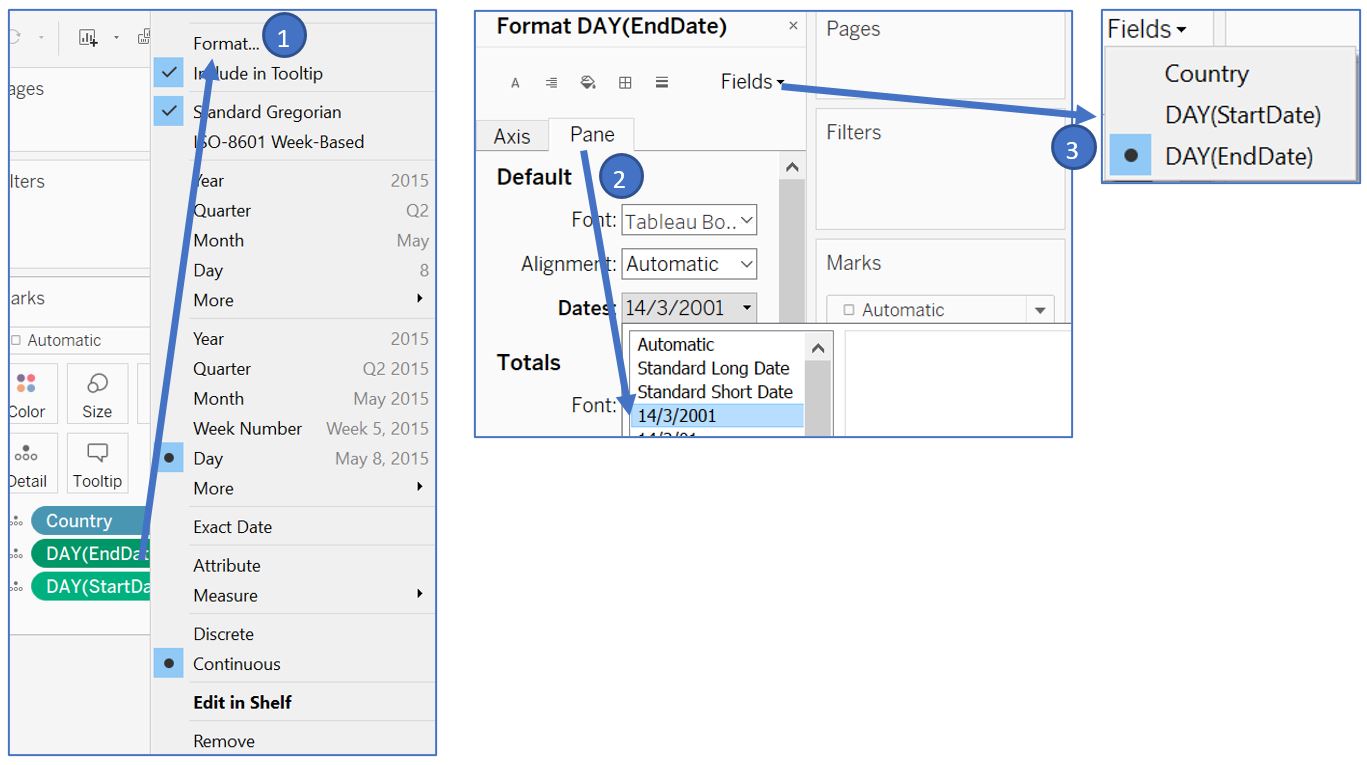 Format...
1
Include in Tooltip
ages
Standard Gregorian
ISO-8601 Week-Based
ilters
Year 2015
Quarter Q2
Month May
Day 8
More
arks
Automatic
Year 2015
Quarter Q2 2015
Month May 2015
Color Size
Week Number Week 5, 2015
Day May 8, 2015
Detail Tooltip
More
Country
Exact Date
DAY(EndDat
Attribute
DAY(StartDa
Measure
Discrete
Continuous
Edit in Shelf
Remove
Format DAY(EndDate) ×
A Fields
Axis Pane
2
Default
Font: Tableau Bo..
Alignment: Automatic
Dates: 14/3/2001
Automatic
Standard Long Date
Totals
Standard Short Date
Font: 14/3/2001
14/3/01
Pages
Filters
Marks
Automatic
Fields
Country
DAY(StartDate)
3
DAY(EndDate)